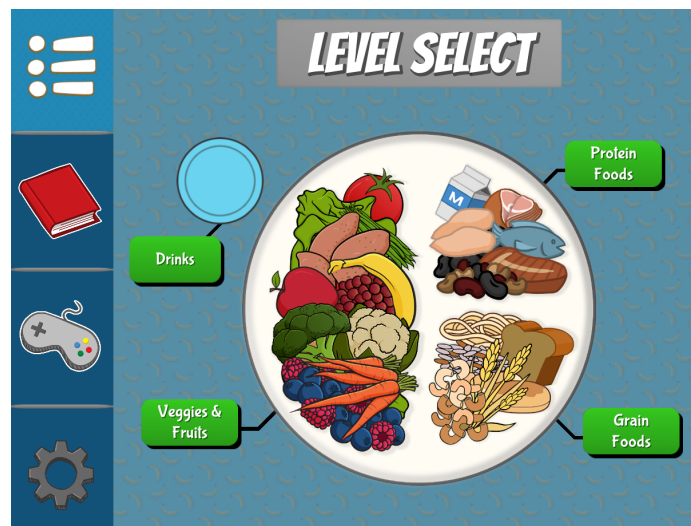 LEVEL SELECT
Protein
Foods
M
Drinks
Veggies &
Fruits
Grain
Foods